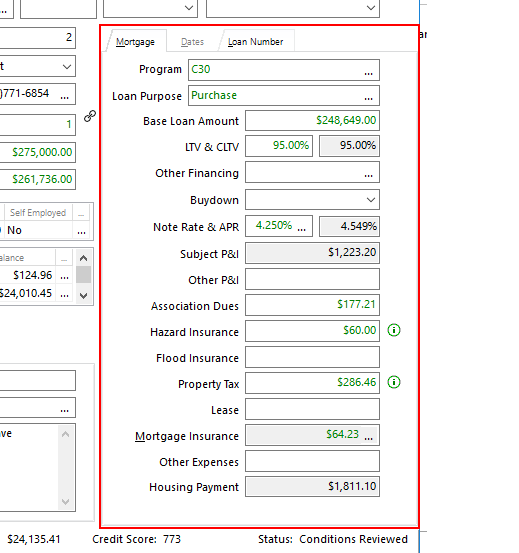 ...
2
Mortgage Dates Loan Number
t
Program C30 ...
)771-6854 ...
Loan Purpose Purchase ...
1
Base Loan Amount $248,649.00
$275,000.00
LTV & CLTV 95.00% 95.00%
$261,736.00
Other Financing ...
Buydown
Self Employed ...
No ...
Note Rate & APR 4.250% ... 4.549%
alance ...
Subject P&I $1,223.20
$124.96 ...
Other P&I
$24,010.45 ...
Association Dues $177.21
Hazard Insurance $60.00
Flood Insurance
Property Tax $286.46
...
Lease
ve
Mortgage Insurance $64.23 ...
Other Expenses
Housing Payment $1,811.10
$24,135.41 Credit Score: 773 Status: Conditions Reviewed